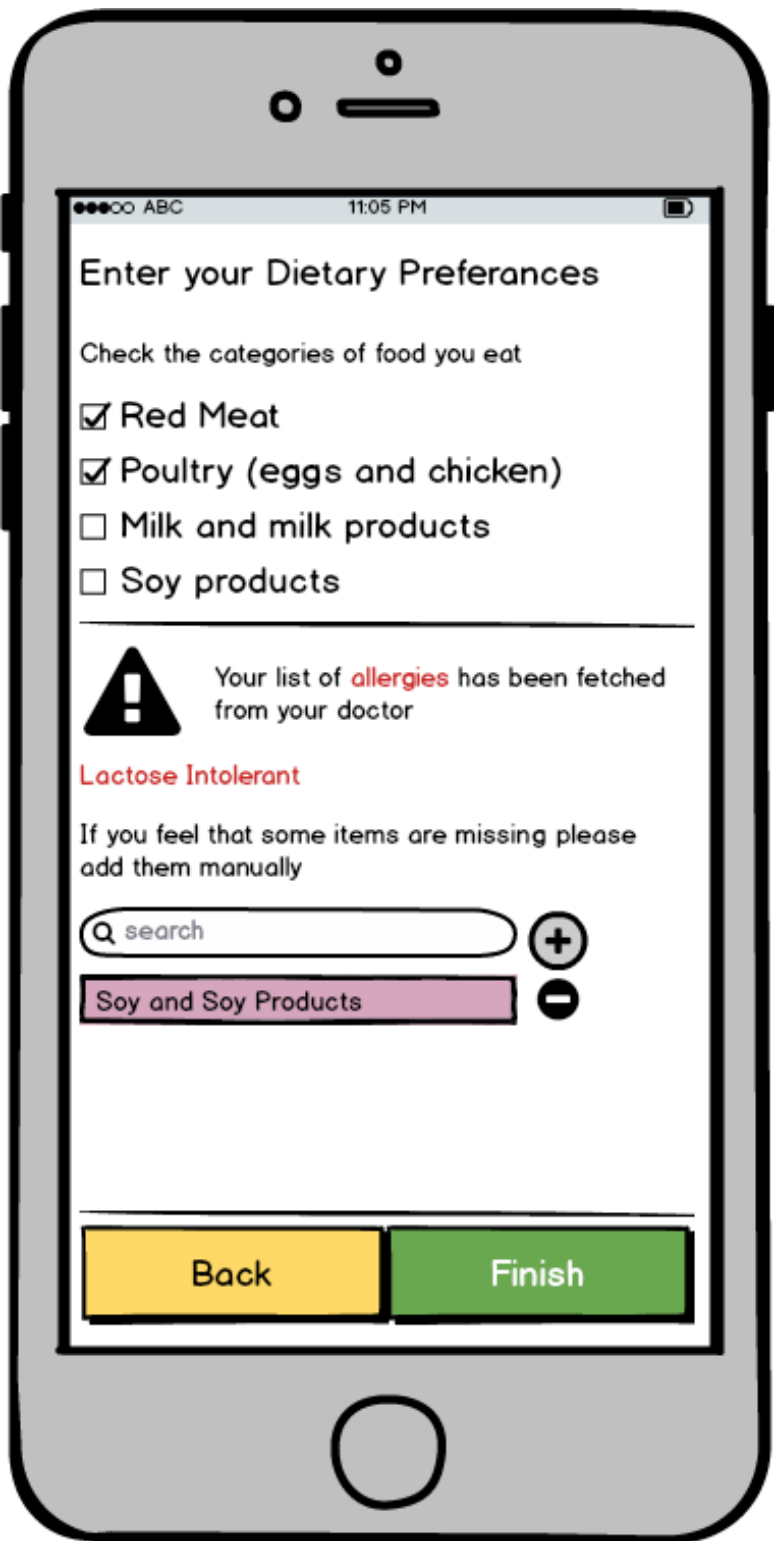 ABC 11:05 PM
Enter your Dietary Preferances
Check the categories of food you eat
Red Meat
Poultry (eggs and chicken)
Milk and milk products
Soy products
Your list of allergies has been fetched
from your doctor
Lactose Intolerant
If you feel that some items are missing please
add them manually
search
Soy and Soy Products
Back Finish